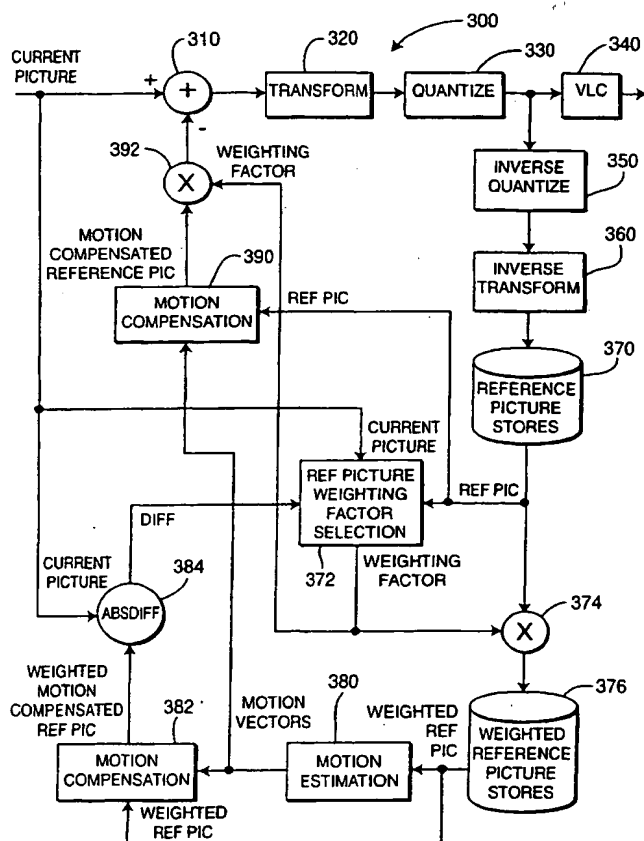 300
310
320
330
340
CURRENT
PICTURE
+
+
TRANSFORM
QUANTIZE
VLC
-
392
X
WEIGHTING
FACTOR
INVERSE
QUANTIZE
350
MOTION
COMPENSATED
REFERENCE PIC
390
360
INVERSE
TRANSFORM
MOTION
COMPENSATION
REF PIC
370
REFERENCE
PICTURE
STORES
CURRENT
PICTURE
REF PICTURE
WEIGHTING
FACTOR
SELECTION
REF PIC
DIFF
372
WEIGHTING
FACTOR
CURRENT
PICTURE
384
ABSDIFF
374
X
WEIGHTED
MOTION
COMPENSATED
REF PIC
382
MOTION
VECTORS
380
WEIGHTED
REF
PIC
376
MOTION
COMPENSATION
MOTION
ESTIMATION
WEIGHTED
REFERENCE
PICTURE
STORES
WEIGHTED
REF PIC